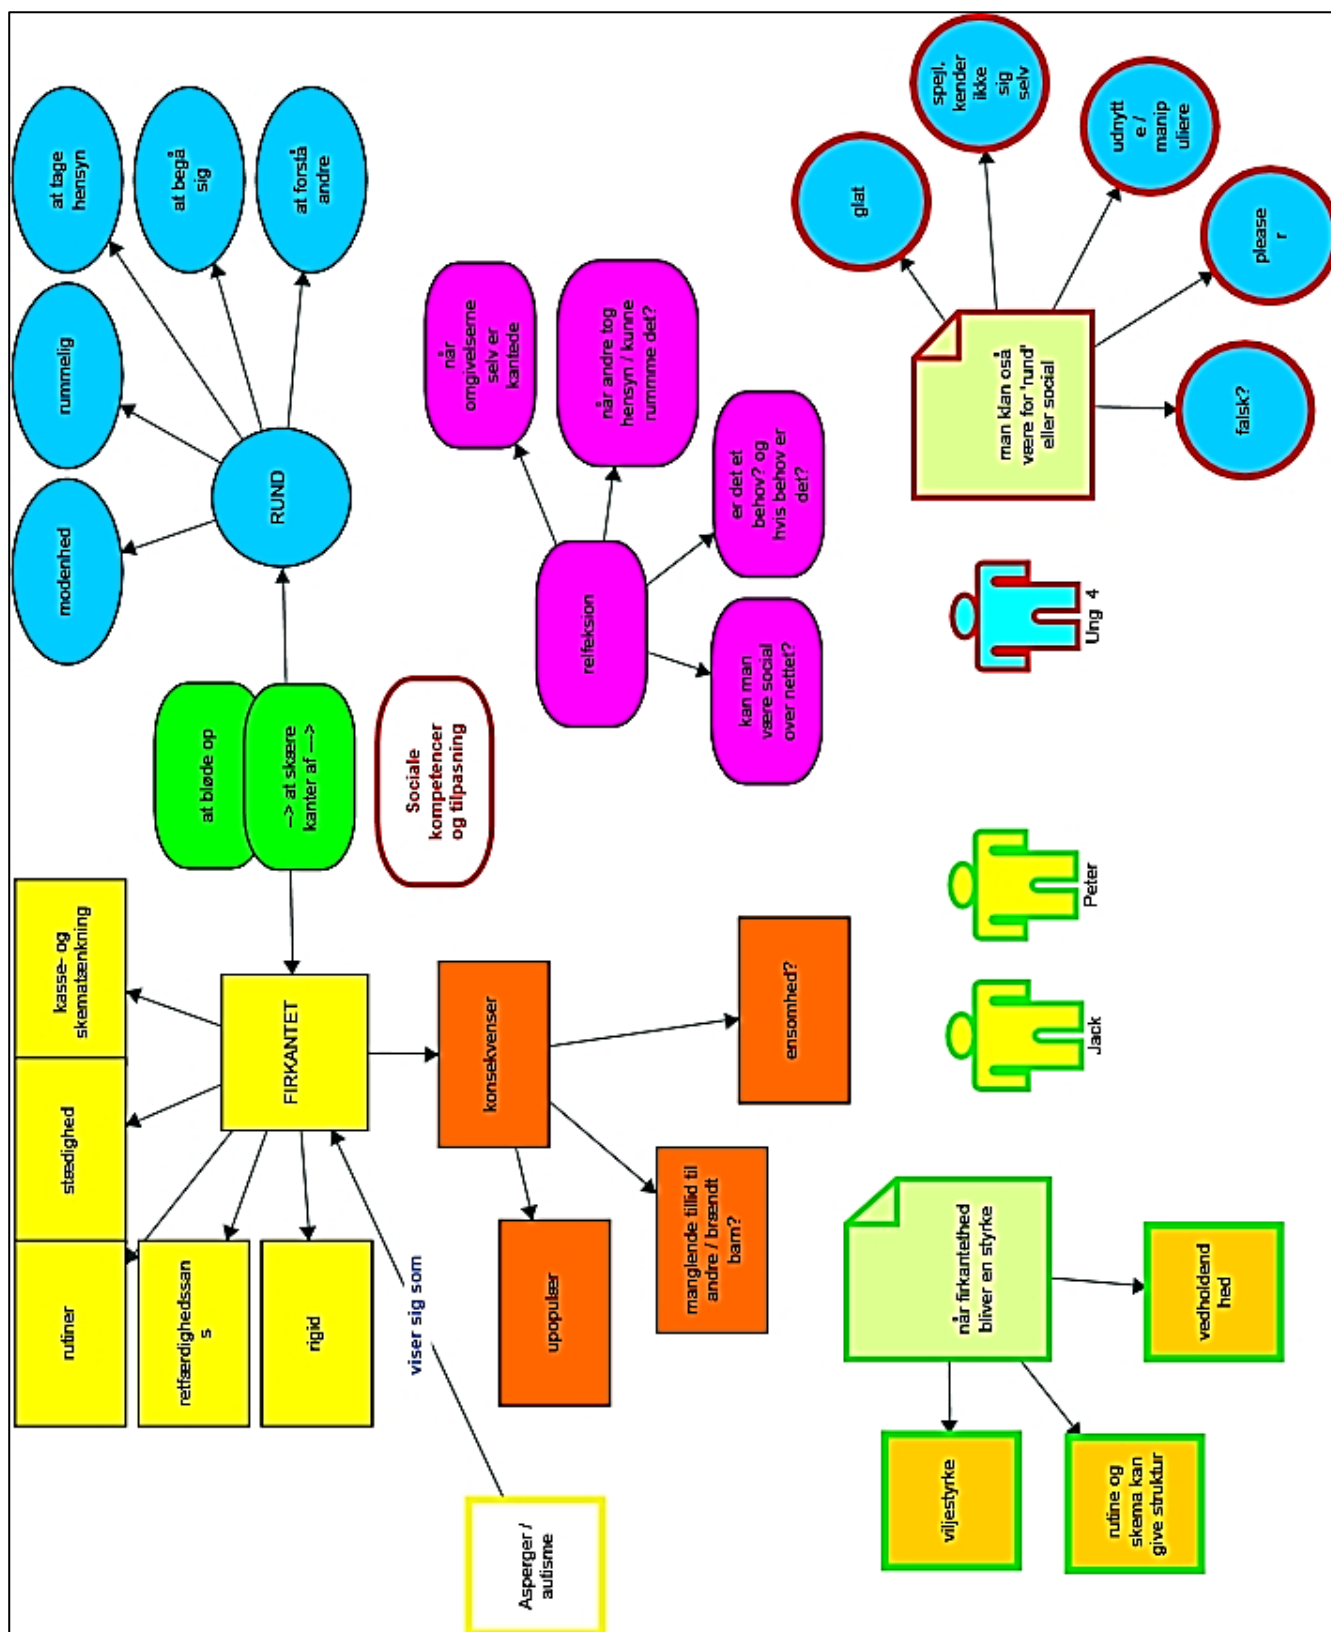 rutiner
stædighed
kasse- og
skematænkning
retfærdighedssan
s
rigid
FIRKANTET
viser sig som
Asperger /
autisme
at bløde op
--> at skære
kanter af --->
Sociale
kompetencer
og tilpasning
modenhed
rummelig
at tage
hensyn
at begå
sig
at forstå
andre
RUND
konsekvenser
upopulær
manglende tillid til
andre / brændt
barn?
ensomhed?
relfeksion
når
omgivelserne
selv er
kantede
når andre tog
hensyn / kunne
rummme det?
er det et
behov? og
hvis behov er
det?
kan man
være social
over nettet?
når firkantethed
bliver en styrke
viljestyrke
rutine og
skema kan
give struktur
vedholdend
hed
Jack
Peter
Ung 4
man klan oså
være for 'rund'
eller social
glat
spejl.
kender
ikke
sig
selv
udnytt
e /
manip
uliere
please
r
falsk?